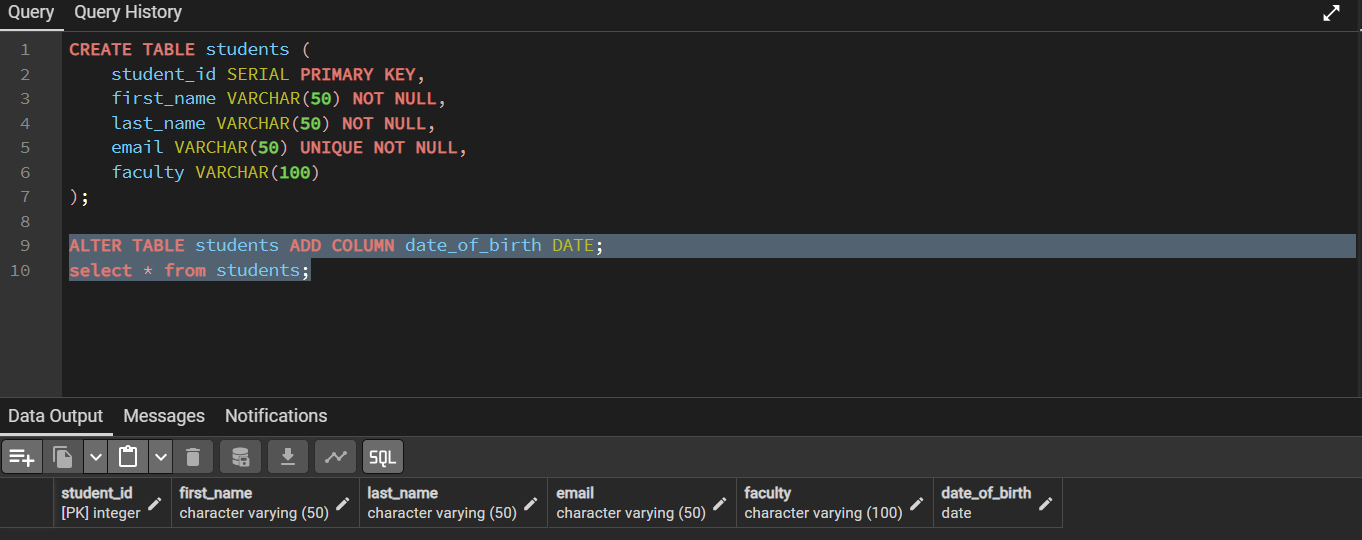 Query Query History
1 CREATE TABLE students (
2 student_id SERIAL PRIMARY KEY,
3 first_name VARCHAR(50) NOT NULL,
4 last_name VARCHAR(50) NOT NULL,
5 email VARCHAR(50) UNIQUE NOT NULL,
6 faculty VARCHAR(100)
7 );
8
9 ALTER TABLE students ADD COLUMN date_of_birth DATE;
10 select * from students;
Data Output Messages Notifications
SQL
student_id first_name last_name email faculty date_of_birth
[PK] integer character varying (50) character varying (50) character varying (50) character varying (100) date